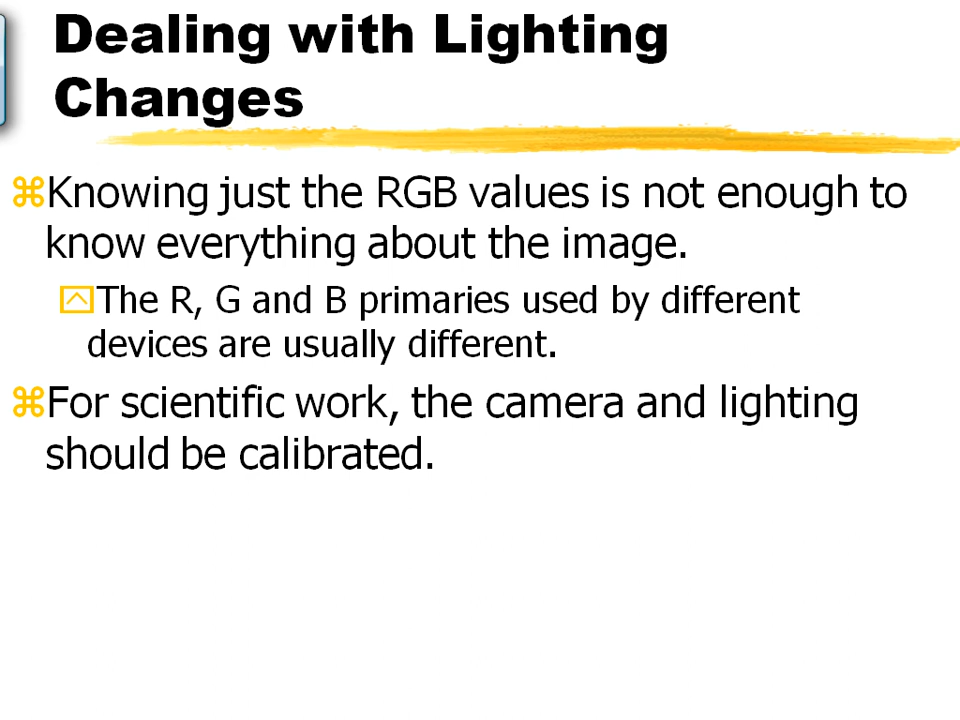 Dealing with Lighting
Changes
Knowing just the RGB values is not enough to
know everything about the image.
The R, G and B primaries used by different
devices are usually different.
For scientific work, the camera and lighting
should be calibrated.